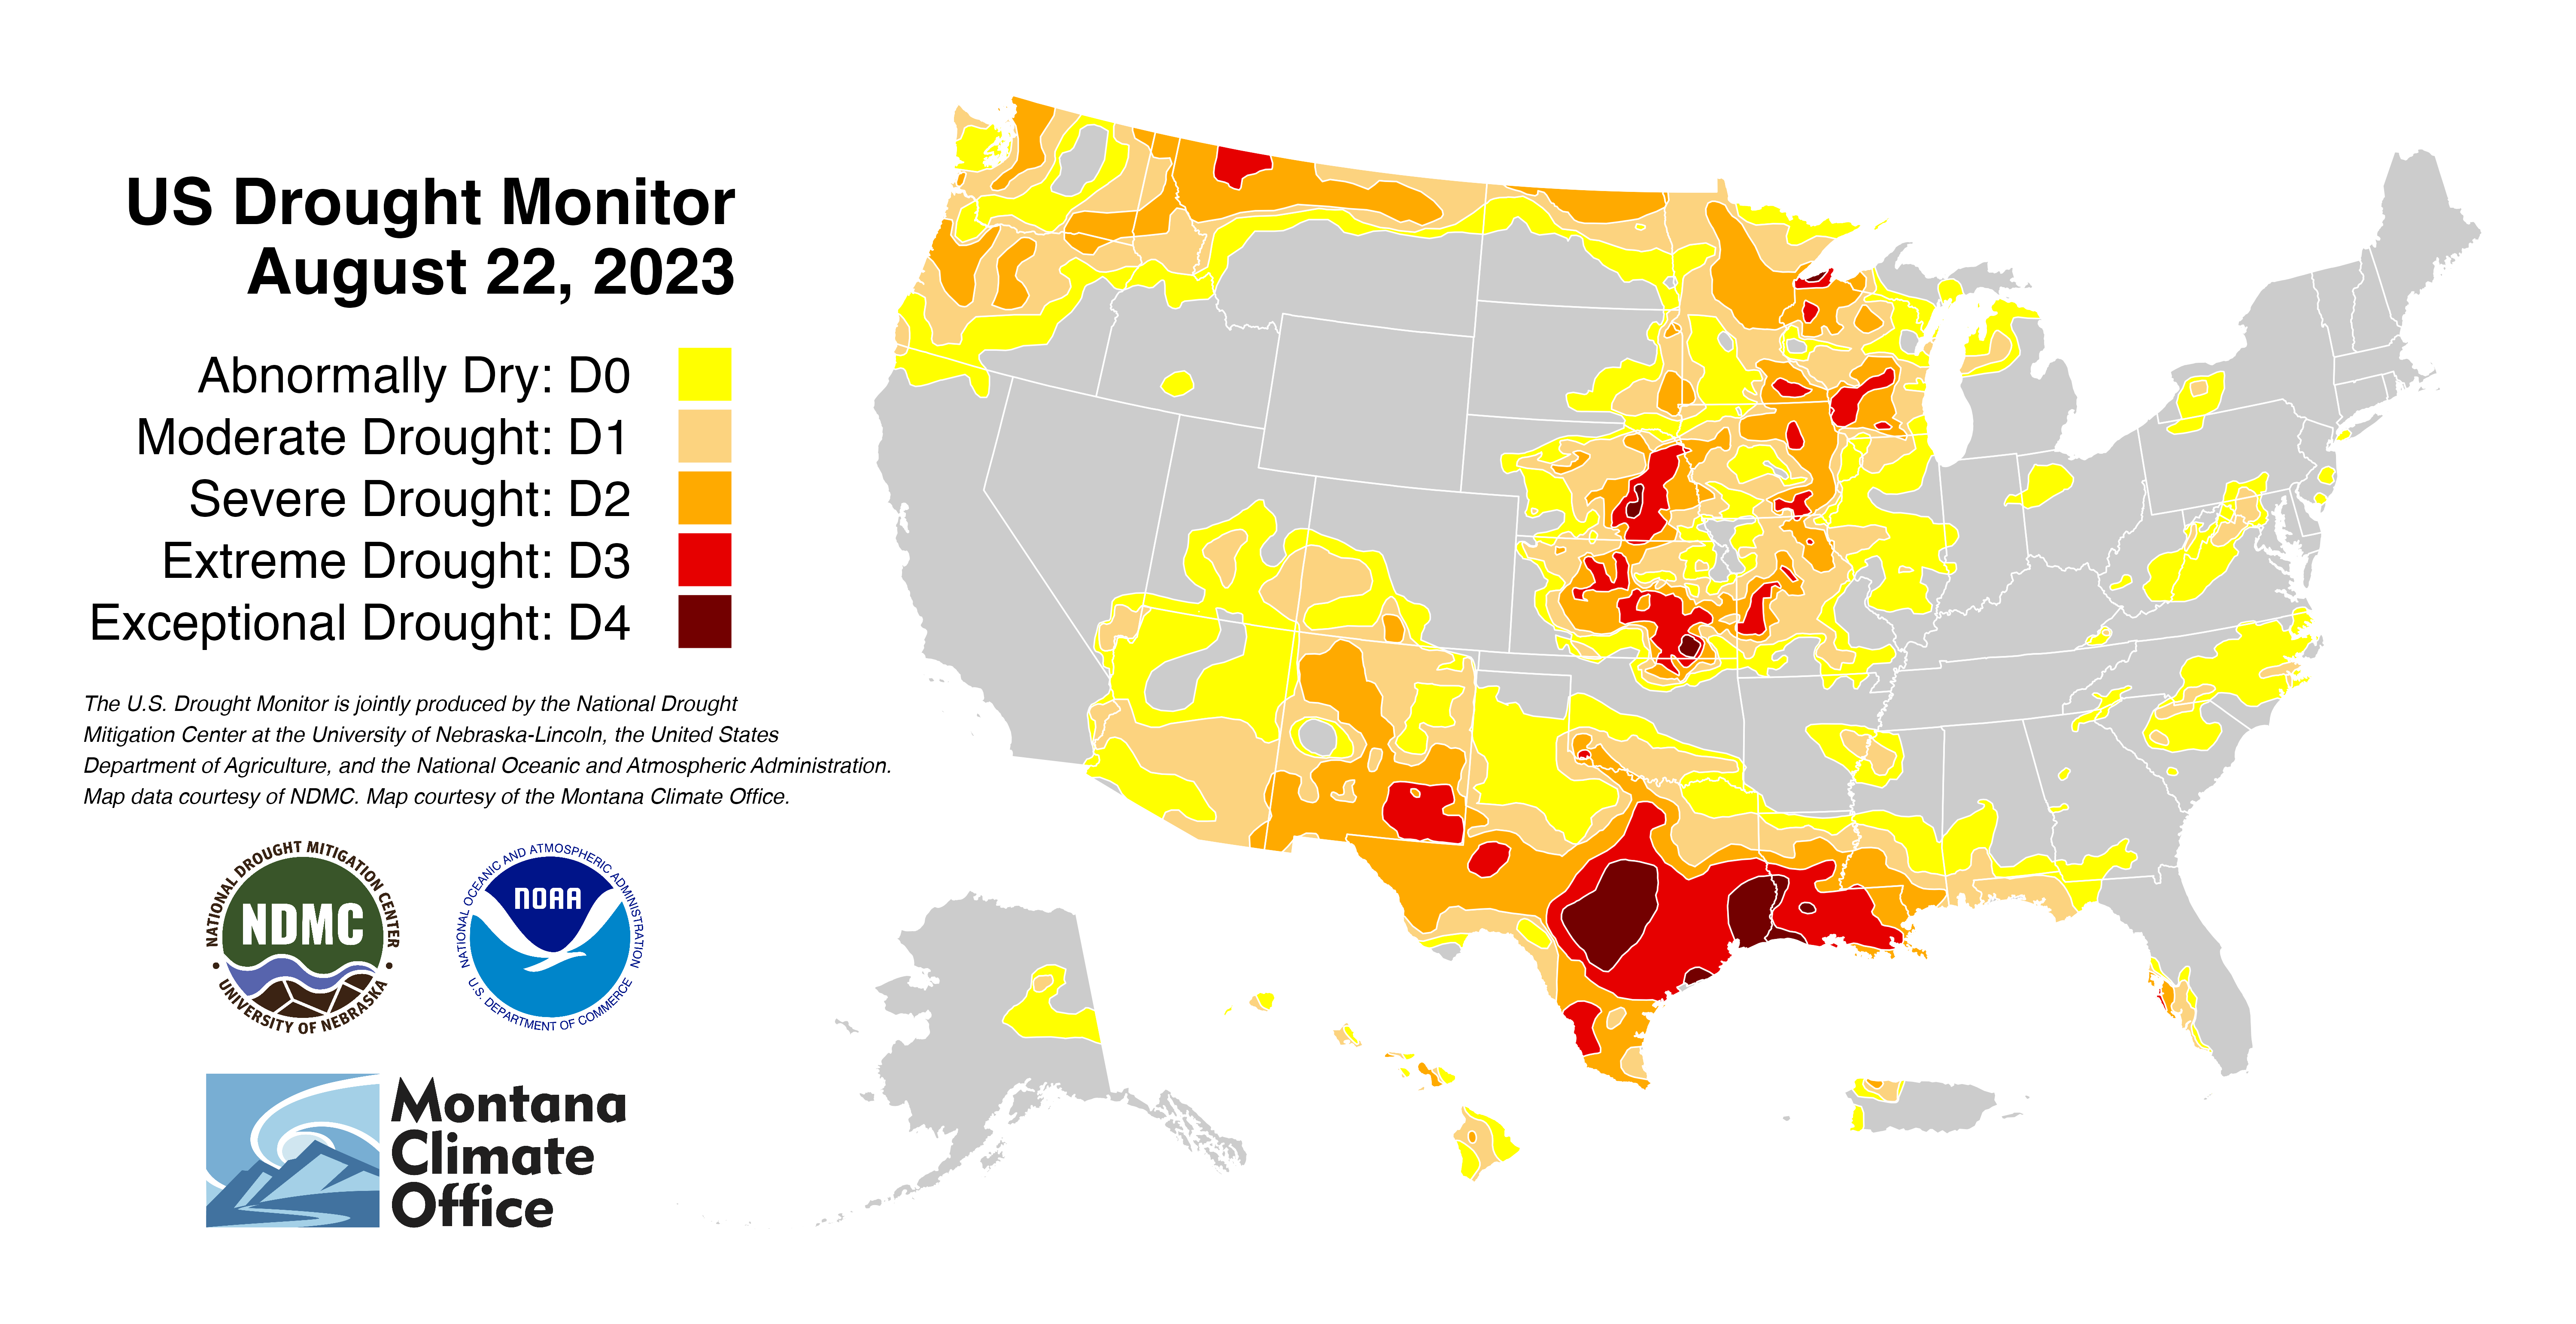 US Drought Monitor
August 22, 2023
Abnormally Dry: D0
Moderate Drought: D1
Severe Drought: D2
Extreme Drought: D3
Exceptional Drought: D4
The U.S. Drought Monitor is jointly produced by the National Drought
Mitigation Center at the University of Nebraska-Lincoln, the United States
Department of Agriculture, and the National Oceanic and Atmospheric Administration.
Map data courtesy of NDMC. Map courtesy of the Montana Climate Office.
NATIONAL DROUGHT MITIGATION CENTER
NDMC
UNIVERSITY OF NEBRASKA
NATIONAL OCEANIC AND ATMOSPHERIC ADMINISTRATION
NOAA
U.S. DEPARTMENT OF COMMERCE
Montana
Climate
Office